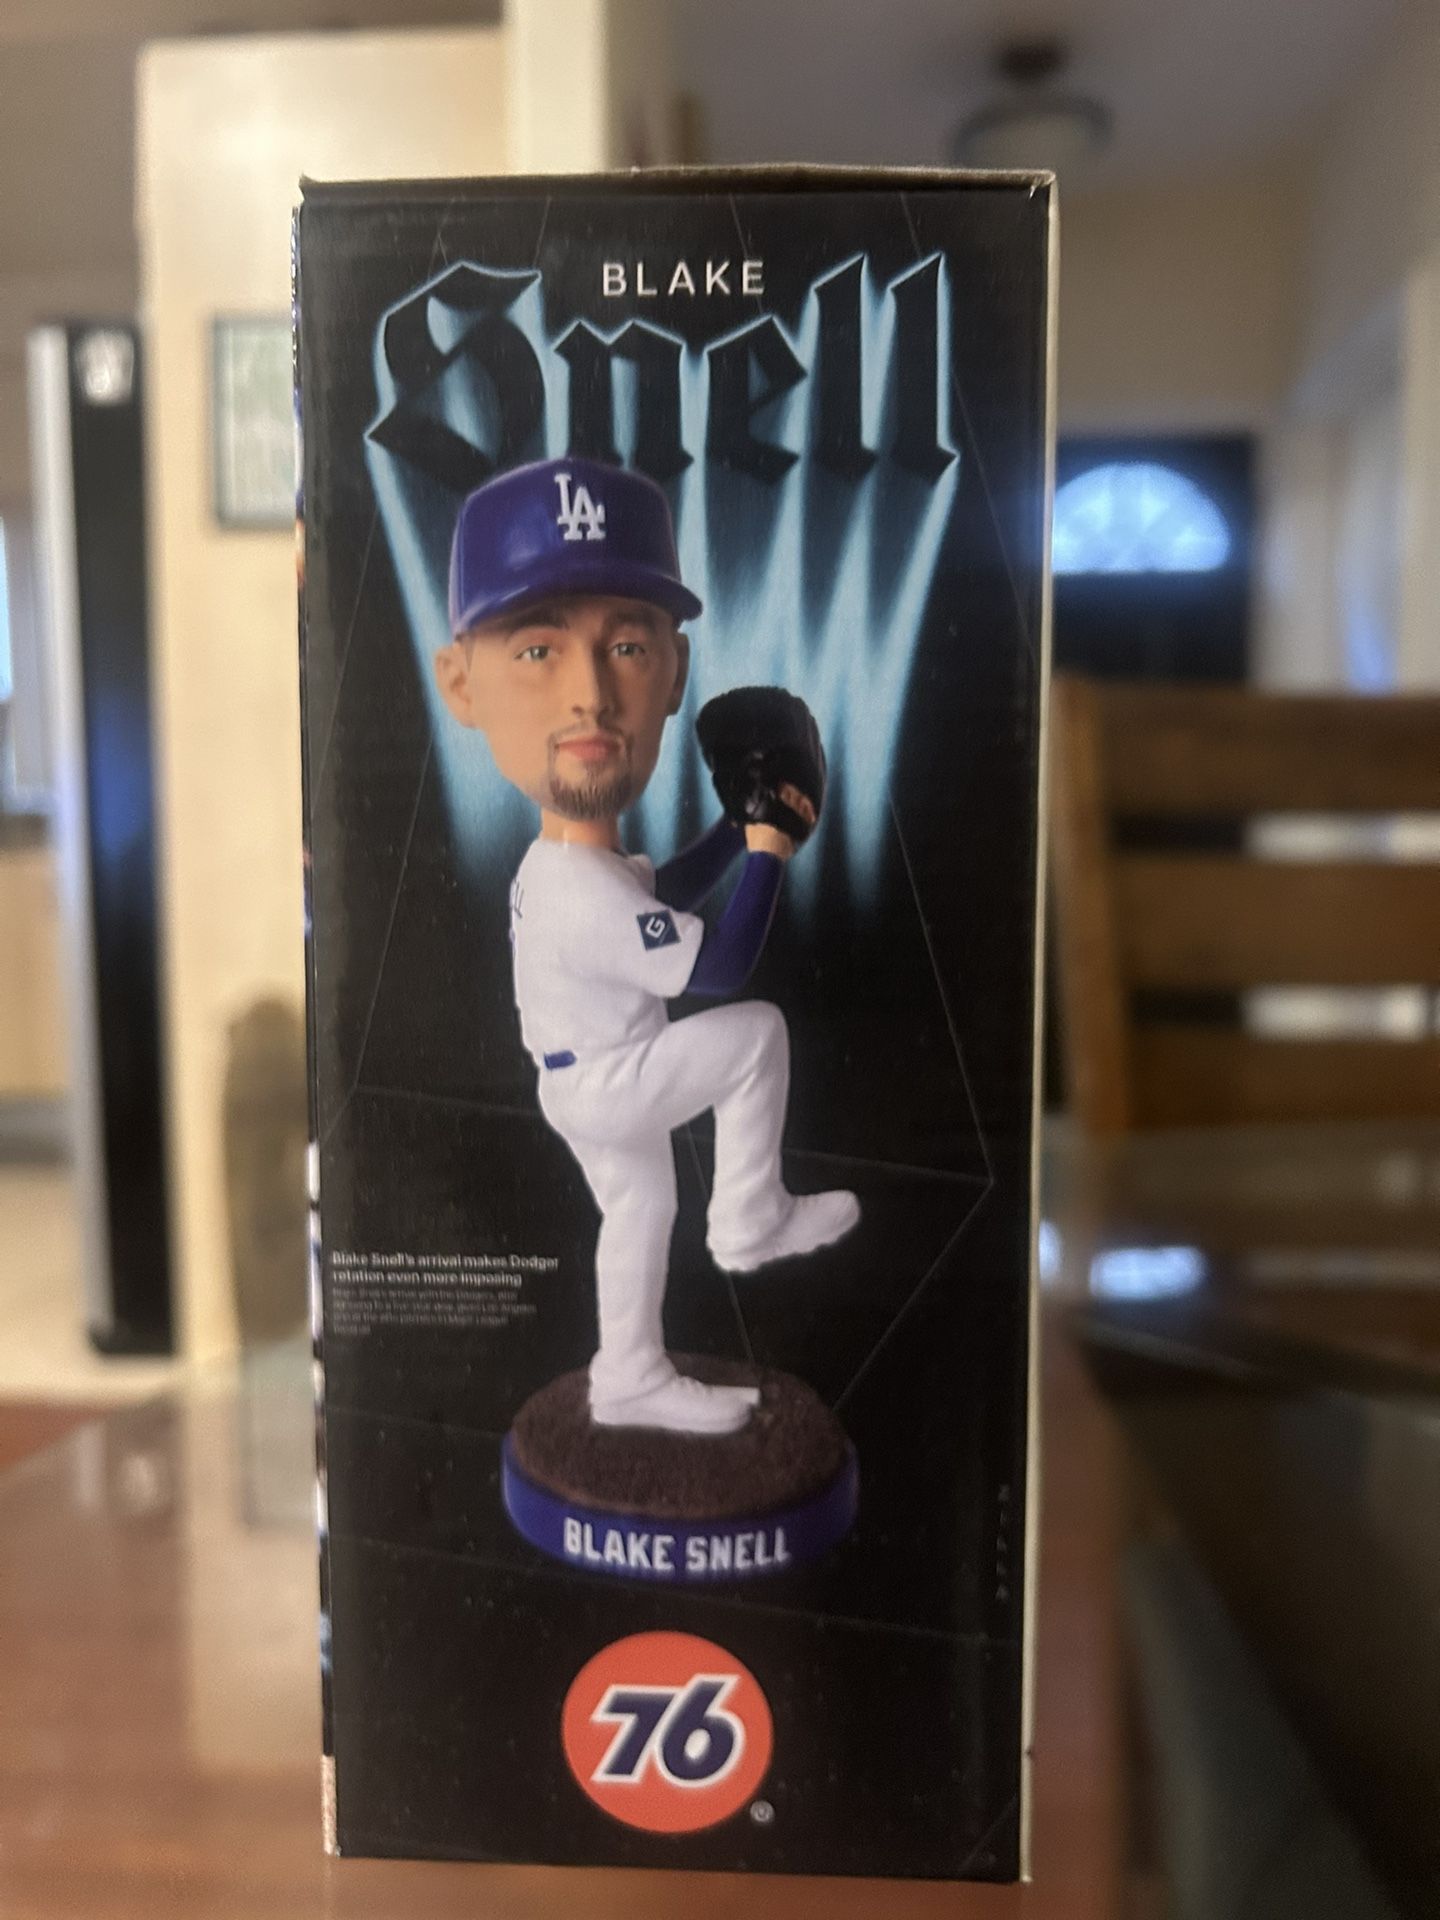 BLAKE
Snell
LA
G
Blake Snell's arrival makes Dodger
rotation even more imposing
BLAKE SNELL
76
®